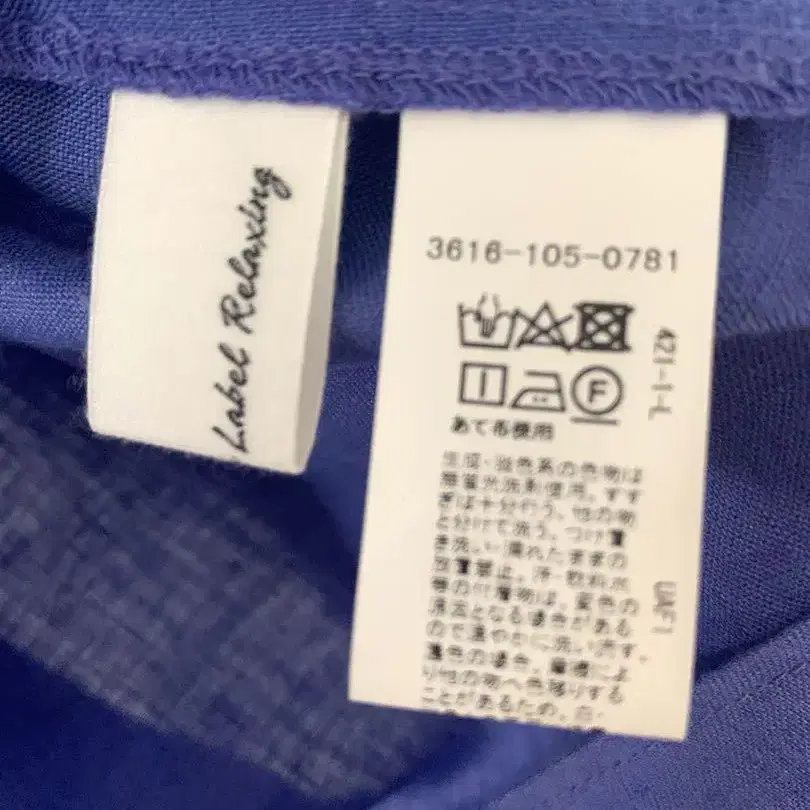 Label Relaxing
3616-105-0781
F
あて布使用
生成・淡色系の色物は
無蛍光洗剤使用。すす
ぎは十分行う。他の物
と分けて洗う。つけ置
き洗い・濡れたままの
放置禁止。汗・飲料水
等の付着物は、変色の
原因となる場合がある
ので速やかに洗い流す。
濃色の場合、摩擦によ
り他の物へ色移りする
ことがあるため、白・
421-1-L
UAF1